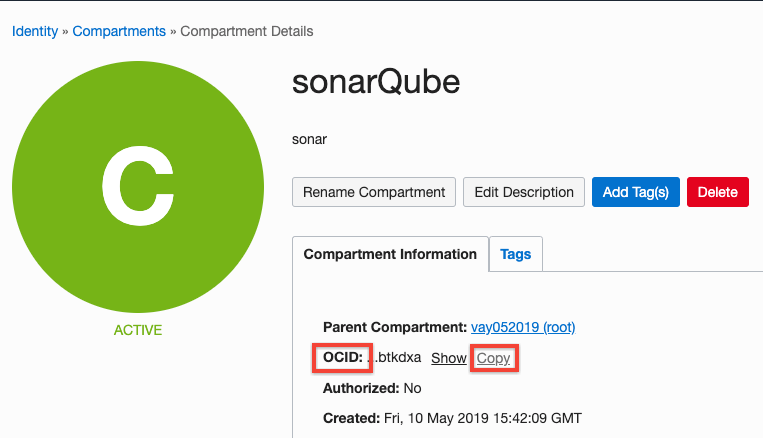 Identity » Compartments » Compartment Details
C
ACTIVE
sonarQube
sonar
Rename Compartment Edit Description Add Tag(s) Delete
Compartment Information Tags
Parent Compartment: vay052019 (root)
OCID: ...btkdxa Show Copy
Authorized: No
Created: Fri, 10 May 2019 15:42:09 GMT